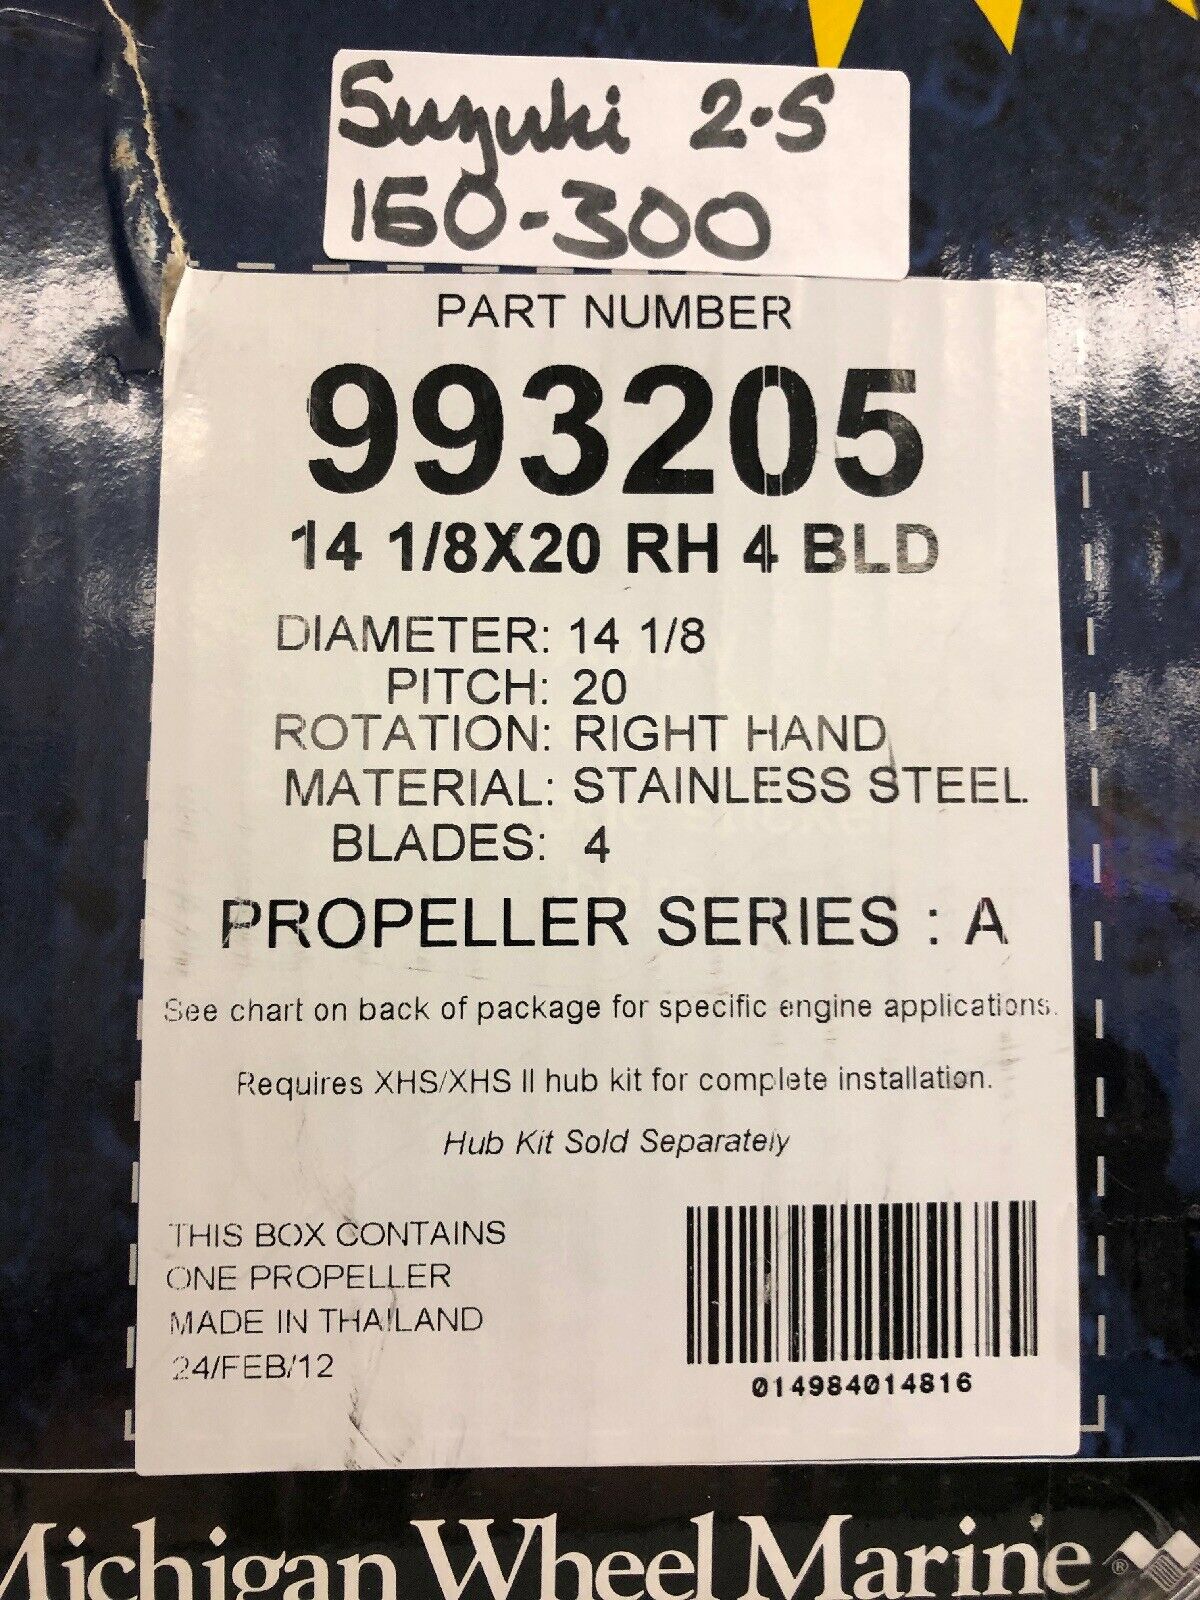 Suzuki 2-S
150-300
PART NUMBER
993205
14 1/8X20 RH 4 BLD
DIAMETER: 14 1/8
PITCH: 20
ROTATION: RIGHT HAND
MATERIAL: STAINLESS STEEL
BLADES: 4
PROPELLER SERIES : A
See chart on back of package for specific engine applications.
Requires XHS/XHS II hub kit for complete installation.
Hub Kit Sold Separately
THIS BOX CONTAINS
ONE PROPELLER
MADE IN THAILAND
24/FEB/12
014984014816
Michigan Wheel Marine ®